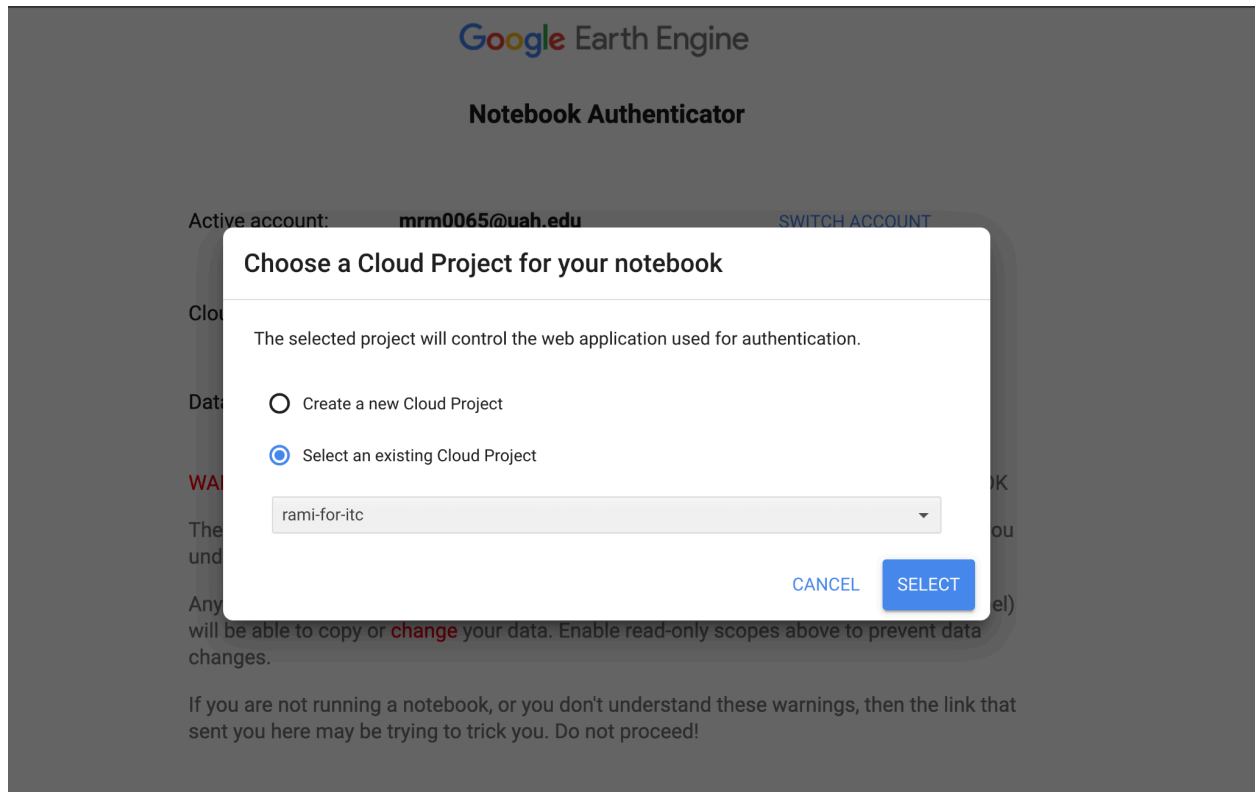 Google Earth Engine
Notebook Authenticator
Active account: mrm0065@uah.edu SWITCH ACCOUNT
Choose a Cloud Project for your notebook
The selected project will control the web application used for authentication.
Create a new Cloud Project
Select an existing Cloud Project
rami-for-itc
CANCEL SELECT
will be able to copy or change your data. Enable read-only scopes above to prevent data
changes.
If you are not running a notebook, or you don't understand these warnings, then the link that
sent you here may be trying to trick you. Do not proceed!